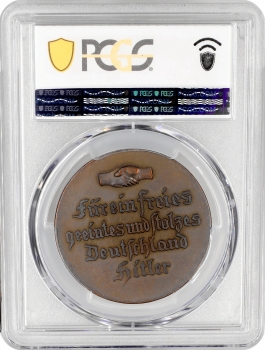 PCGS
Für ein freies
geeintes und stolzes
Deutschland
Hitler